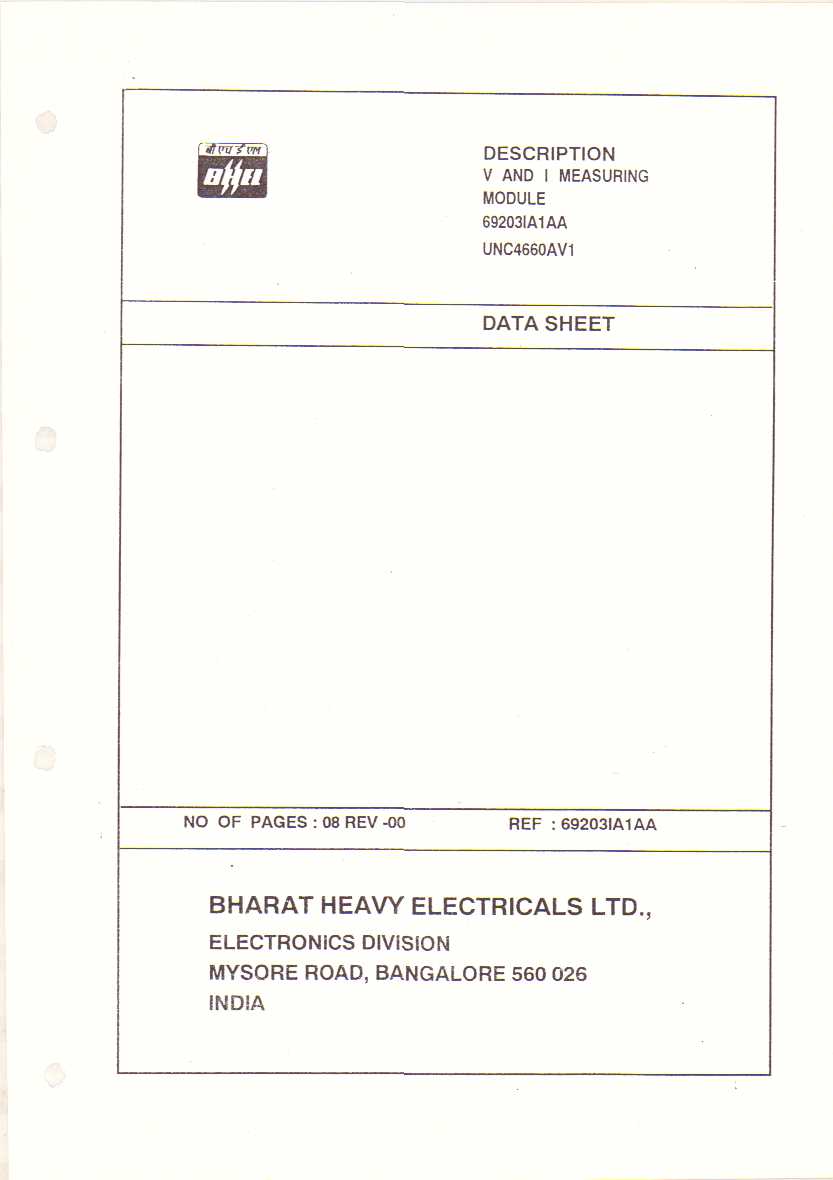 बी एच ई एल
BHEL
DESCRIPTION
V AND I MEASURING
MODULE
69203IA1AA
UNC4660AV1
DATA SHEET
NO OF PAGES : 08 REV -00
REF : 69203IA1AA
BHARAT HEAVY ELECTRICALS LTD.,
ELECTRONICS DIVISION
MYSORE ROAD, BANGALORE 560 026
INDIA